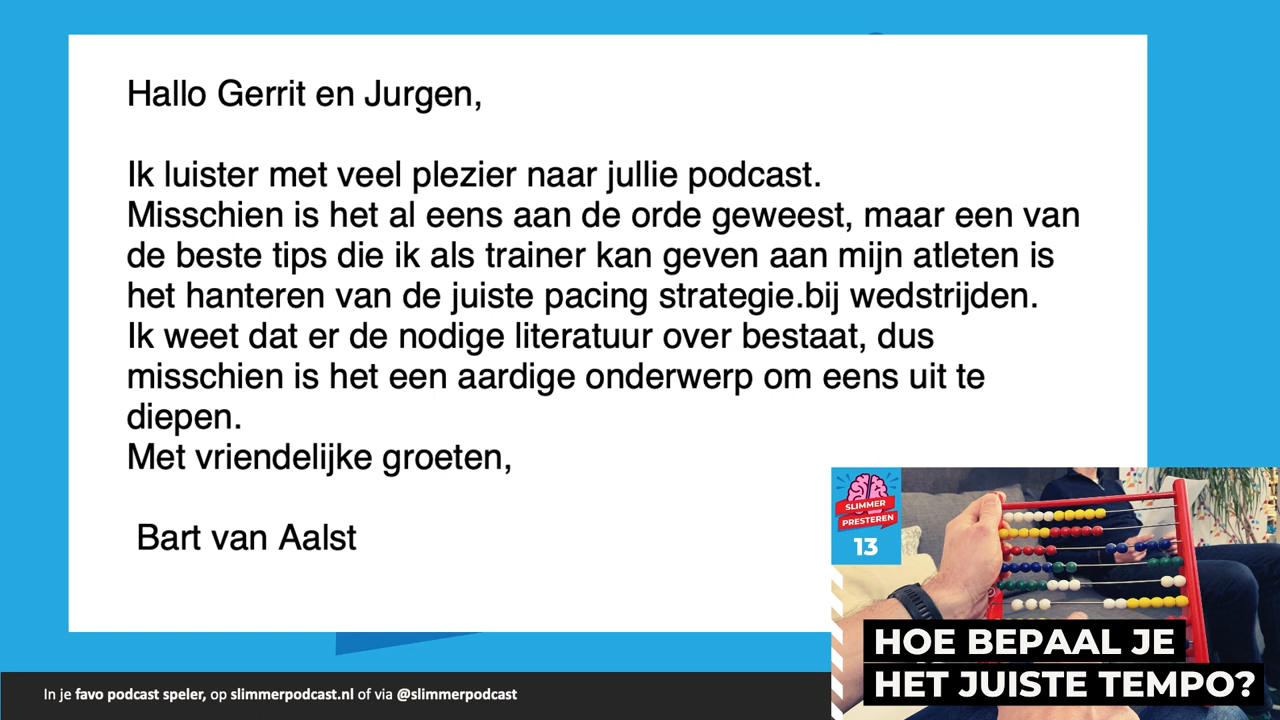 Hallo Gerrit en Jurgen,
Ik luister met veel plezier naar jullie podcast.
Misschien is het al eens aan de orde geweest, maar een van
de beste tips die ik als trainer kan geven aan mijn atleten is
het hanteren van de juiste pacing strategie.bij wedstrijden.
Ik weet dat er de nodige literatuur over bestaat, dus
misschien is het een aardige onderwerp om eens uit te
diepen.
Met vriendelijke groeten,
Bart van Aalst
SLIMMER
PRESTEREN
13
HOE BEPAAL JE
HET JUISTE TEMPO?
In je favo podcast speler, op slimmerpodcast.nl of via @slimmerpodcast